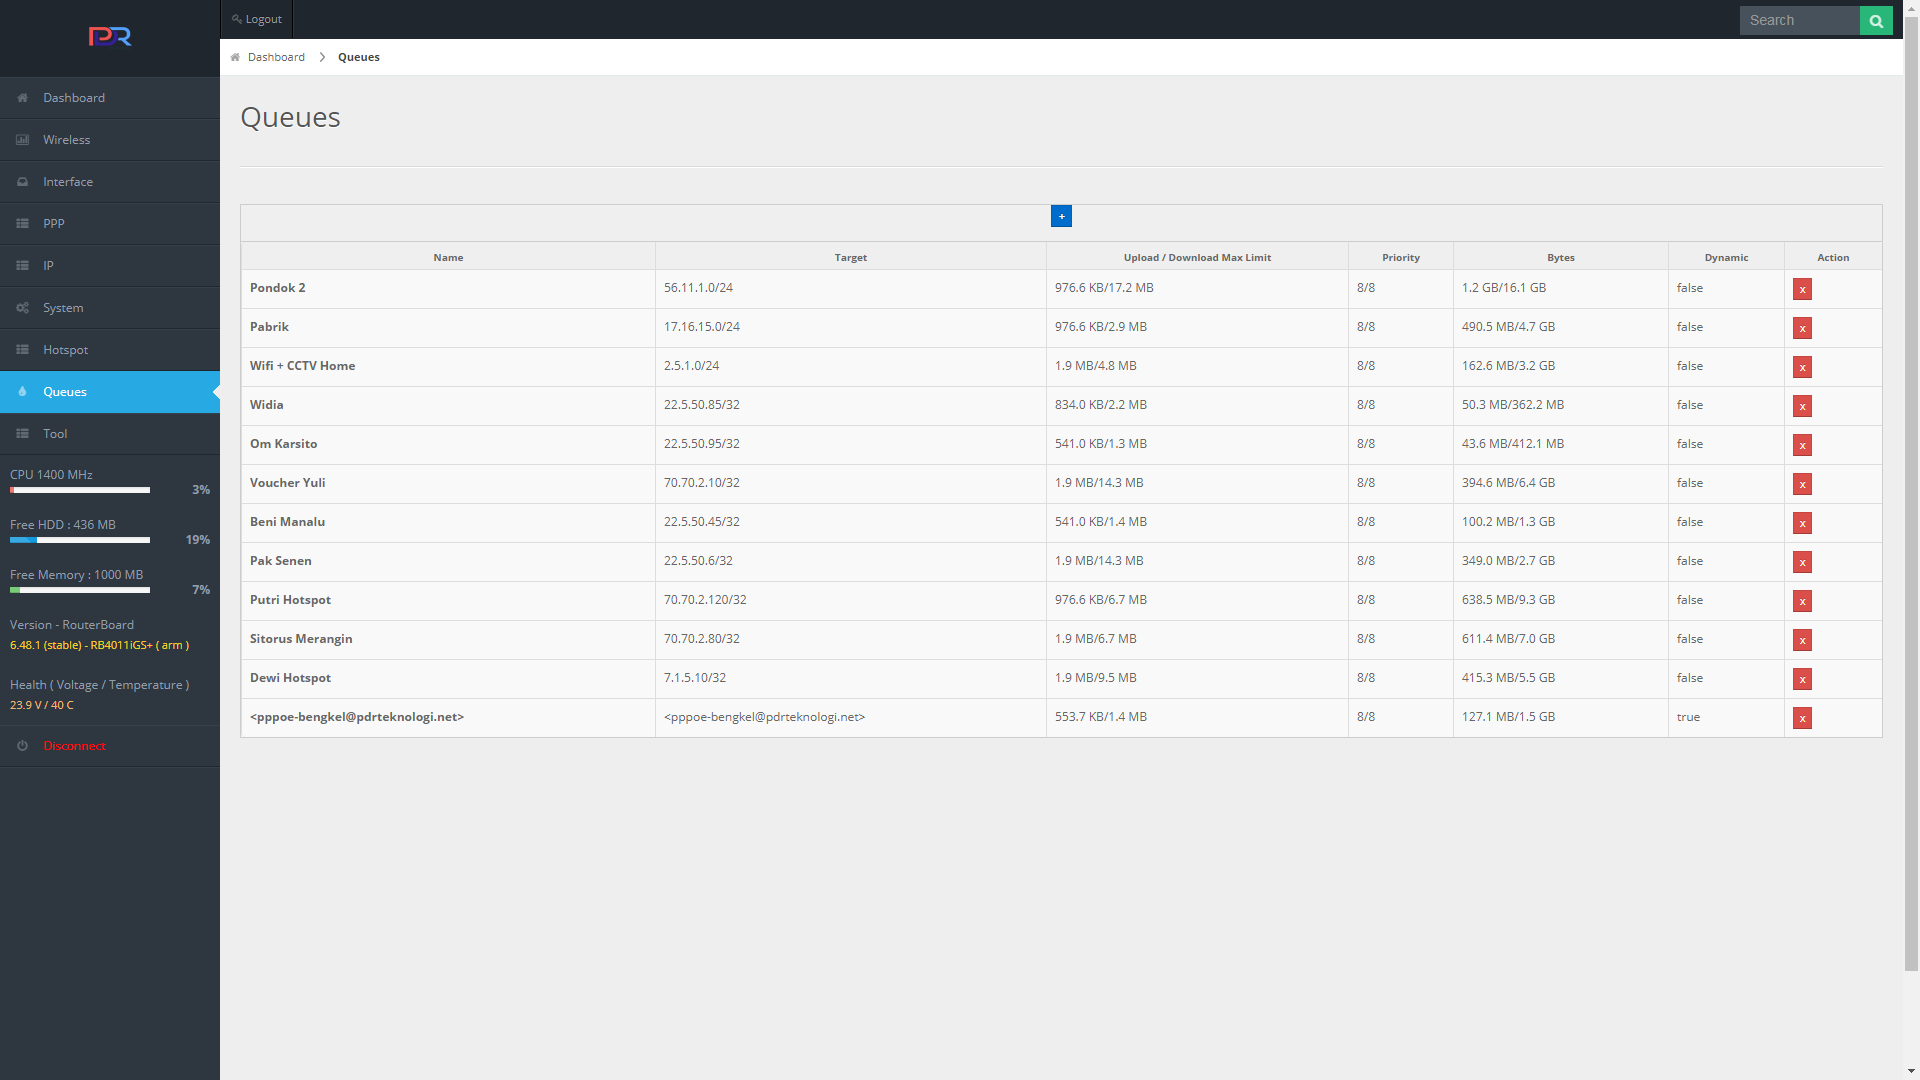 PDR
Logout
Search
Dashboard
Queues
Dashboard
Wireless
Interface
PPP
IP
System
Hotspot
Queues
Tool
CPU 1400 MHz
3%
Free HDD : 436 MB
19%
Free Memory : 1000 MB
7%
Version - RouterBoard
6.48.1 (stable) - RB4011iGS+ ( arm )
Health ( Voltage / Temperature )
23.9 V / 40 C
Disconnect
Queues
+
Name Target Upload / Download Max Limit Priority Bytes Dynamic Action
Pondok 2 56.11.1.0/24 976.6 KB/17.2 MB 8/8 1.2 GB/16.1 GB false x
Pabrik 17.16.15.0/24 976.6 KB/2.9 MB 8/8 490.5 MB/4.7 GB false x
Wifi + CCTV Home 2.5.1.0/24 1.9 MB/4.8 MB 8/8 162.6 MB/3.2 GB false x
Widia 22.5.50.85/32 834.0 KB/2.2 MB 8/8 50.3 MB/362.2 MB false x
Om Karsito 22.5.50.95/32 541.0 KB/1.3 MB 8/8 43.6 MB/412.1 MB false x
Voucher Yuli 70.70.2.10/32 1.9 MB/14.3 MB 8/8 394.6 MB/6.4 GB false x
Beni Manalu 22.5.50.45/32 541.0 KB/1.4 MB 8/8 100.2 MB/1.3 GB false x
Pak Senen 22.5.50.6/32 1.9 MB/14.3 MB 8/8 349.0 MB/2.7 GB false x
Putri Hotspot 70.70.2.120/32 976.6 KB/6.7 MB 8/8 638.5 MB/9.3 GB false x
Sitorus Merangin 70.70.2.80/32 1.9 MB/6.7 MB 8/8 611.4 MB/7.0 GB false x
Dewi Hotspot 7.1.5.10/32 1.9 MB/9.5 MB 8/8 415.3 MB/5.5 GB false x
<pppoe-bengkel@pdrteknologi.net> <pppoe-bengkel@pdrteknologi.net> 553.7 KB/1.4 MB 8/8 127.1 MB/1.5 GB true x